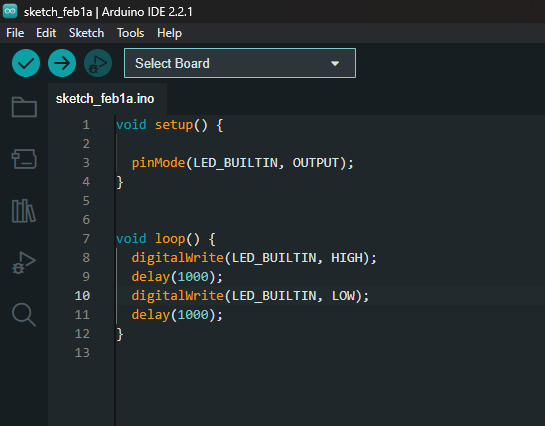 sketch_feb1a | Arduino IDE 2.2.1
File Edit Sketch Tools Help
Select Board
sketch_feb1a.ino
1 void setup() {
2
3 pinMode(LED_BUILTIN, OUTPUT);
4 }
5
6
7 void loop() {
8 digitalWrite(LED_BUILTIN, HIGH);
9 delay(1000);
10 digitalWrite(LED_BUILTIN, LOW);
11 delay(1000);
12 }
13